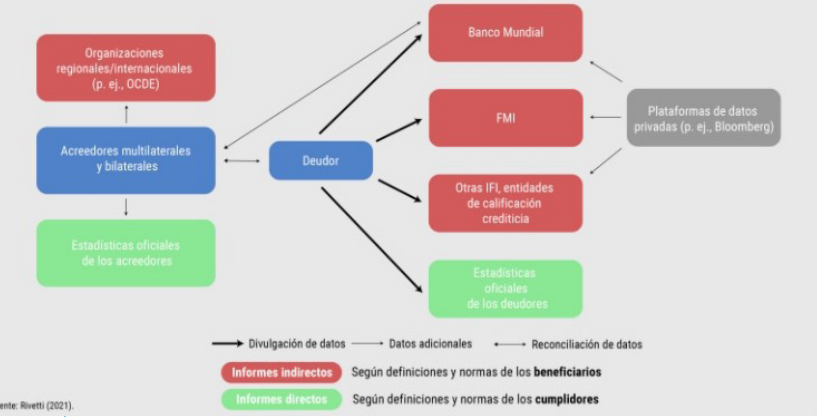 Organizaciones
regionales/internacionales
(p. ej., OCDE)
Acreedores multilaterales
y bilaterales
Estadísticas oficiales
de los acreedores
Deudor
Banco Mundial
FMI
Otras IFI, entidades
de calificación
crediticia
Estadísticas
oficiales
de los deudores
Plataformas de datos
privadas (p. ej., Bloomberg)
Divulgación de datos
Datos adicionales
Reconciliación de datos
Informes indirectos
Según definiciones y normas de los beneficiarios
Informes directos
Según definiciones y normas de los cumplidores
ente: Rivetti (2021).